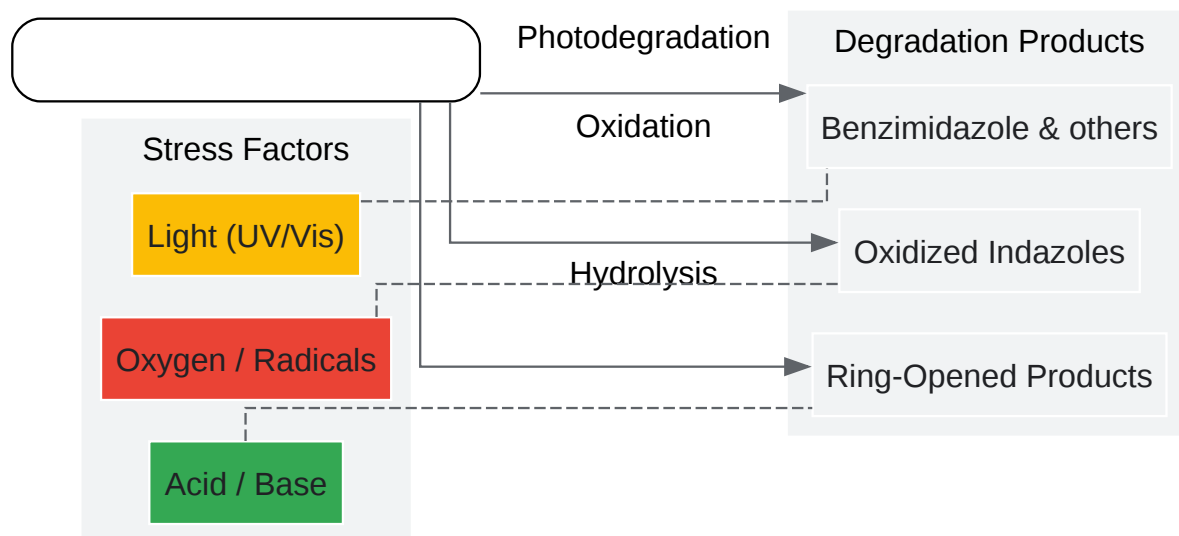 Photodegradation
Degradation Products
Benzimidazole & others
Oxidation
Stress Factors
Light (UV/Vis)
Oxidized Indazoles
Hydrolysis
Oxygen / Radicals
Ring-Opened Products
Acid / Base